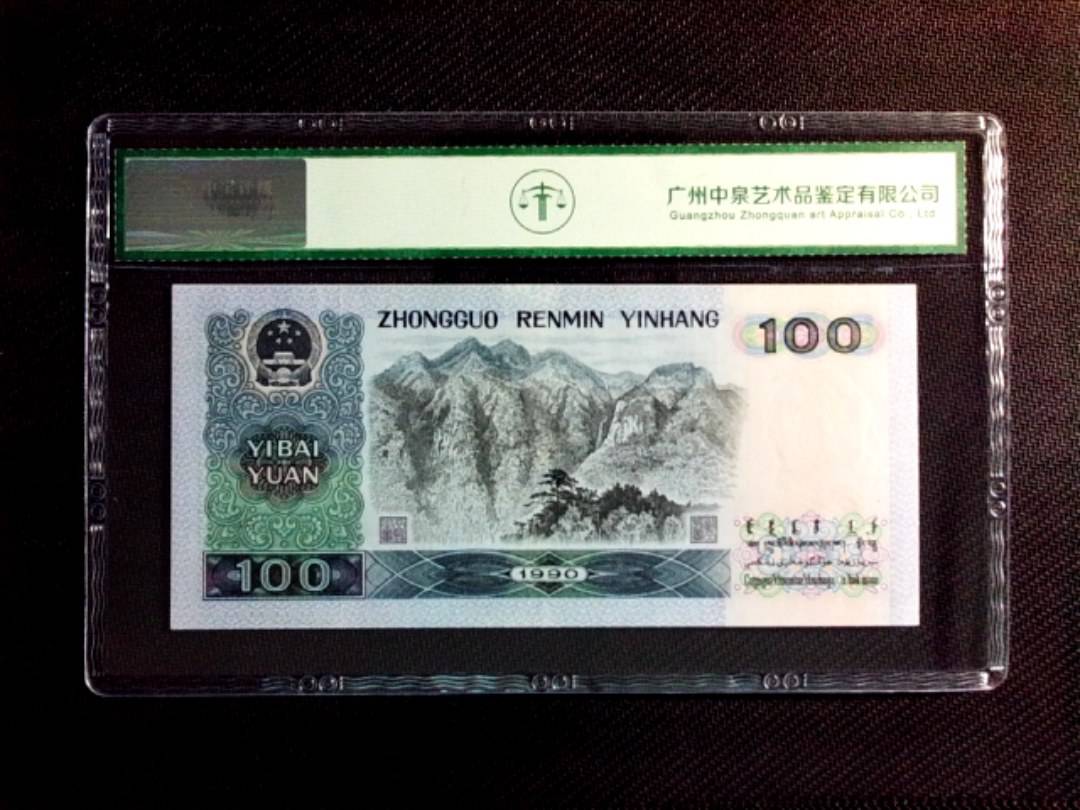 广州中泉艺术品鉴定有限公司
Guangzhou Zhongquan art Appraisal Co., Ltd.
ZHONGGUO RENMIN YINHANG
100
YIBAI
YUAN
100
1990